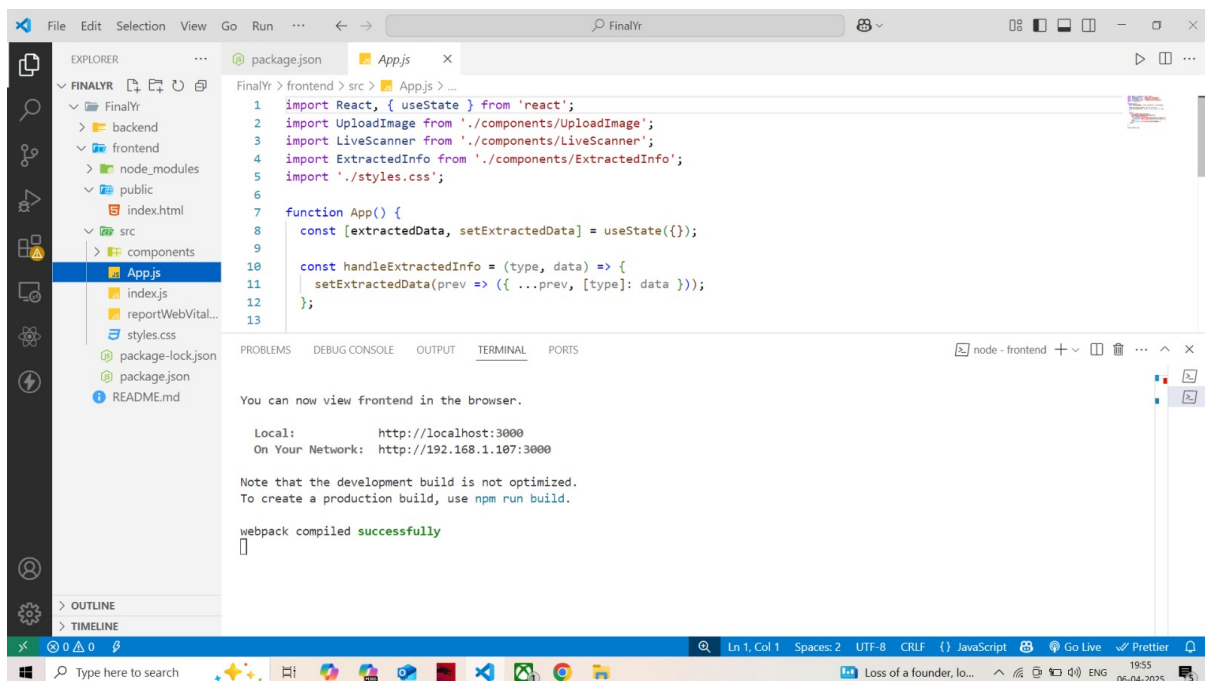 File Edit Selection View Go Run ··· FinalYr
EXPLORER ···
FINALYR
FinalYr
backend
frontend
node_modules
public
index.html
src
components
App.js
index.js
reportWebVital...
styles.css
package-lock.json
package.json
README.md
OUTLINE
TIMELINE
package.json App.js
FinalYr > frontend > src > App.js > ...
1 import React, { useState } from 'react';
2 import UploadImage from './components/UploadImage';
3 import LiveScanner from './components/LiveScanner';
4 import ExtractedInfo from './components/ExtractedInfo';
5 import './styles.css';
6
7 function App() {
8 const [extractedData, setExtractedData] = useState({});
9
10 const handleExtractedInfo = (type, data) => {
11 setExtractedData(prev => ({ ...prev, [type]: data }));
12 };
13
PROBLEMS DEBUG CONSOLE OUTPUT TERMINAL PORTS node - frontend
You can now view frontend in the browser.
Local: http://localhost:3000
On Your Network: http://192.168.1.107:3000
Note that the development build is not optimized.
To create a production build, use npm run build.
webpack compiled successfully
0 0 Ln 1, Col 1 Spaces: 2 UTF-8 CRLF {} JavaScript Go Live Prettier
Type here to search Loss of a founder, lo... ENG 19:55
06-04-2025